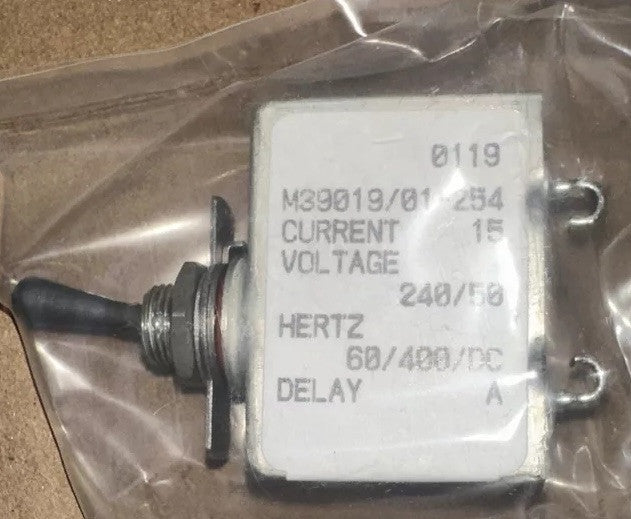 0119
M39019/01-254
CURRENT 15
VOLTAGE
240/50
HERTZ
60/400/DC
DELAY A